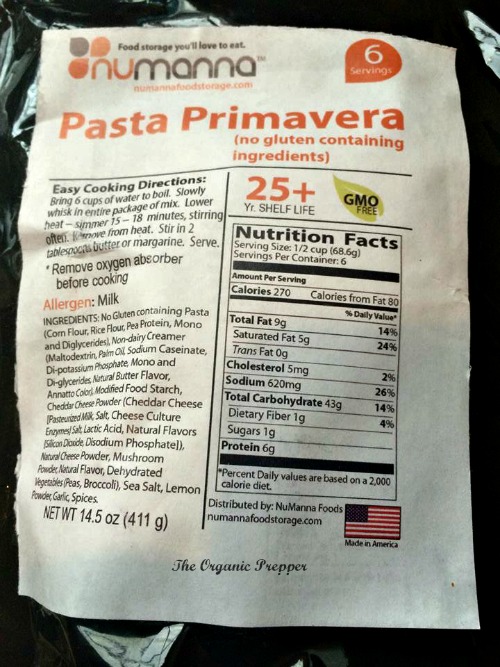 Food storage you'll love to eat.
numanna™
numannafoodstorage.com
6
Servings
Pasta Primavera
(no gluten containing
ingredients)
Easy Cooking Directions:
Bring 6 cups of water to boil. Slowly
whisk in entire package of mix. Lower
heat – simmer 15 – 18 minutes, stirring
often. Remove from heat. Stir in 2
tablespoons butter or margarine. Serve.
* Remove oxygen absorber
before cooking
Allergen: Milk
INGREDIENTS: No Gluten containing Pasta
(Corn Flour, Rice Flour, Pea Protein, Mono
and Diglycerides), Non-dairy Creamer
(Maltodextrin, Palm Oil, Sodium Caseinate,
Di-potassium Phosphate, Mono and
Di-glycerides, Natural Butter Flavor,
Annatto Color), Modified Food Starch,
Cheddar Cheese Powder (Cheddar Cheese
[Pasteurized Milk, Salt, Cheese Culture
Enzymes] Salt, Lactic Acid, Natural Flavors
[Silicon Dioxide, Disodium Phosphate]),
Natural Cheese Powder, Mushroom
Powder, Natural Flavor, Dehydrated
Vegetables (Peas, Broccoli), Sea Salt, Lemon
Powder, Garlic, Spices.
NET WT 14.5 oz (411 g)
25+
Yr. SHELF LIFE
GMO
FREE
Nutrition Facts
Serving Size: 1/2 cup (68.6g)
Servings Per Container: 6
Amount Per Serving
Calories 270 Calories from Fat 80
% Daily Value*
Total Fat 9g 14%
Saturated Fat 5g 24%
Trans Fat 0g
Cholesterol 5mg 2%
Sodium 620mg 26%
Total Carbohydrate 43g 14%
Dietary Fiber 1g 4%
Sugars 1g
Protein 6g
*Percent Daily values are based on a 2,000
calorie diet.
Distributed by: NuManna Foods
numannafoodstorage.com
Made in America
The Organic Prepper